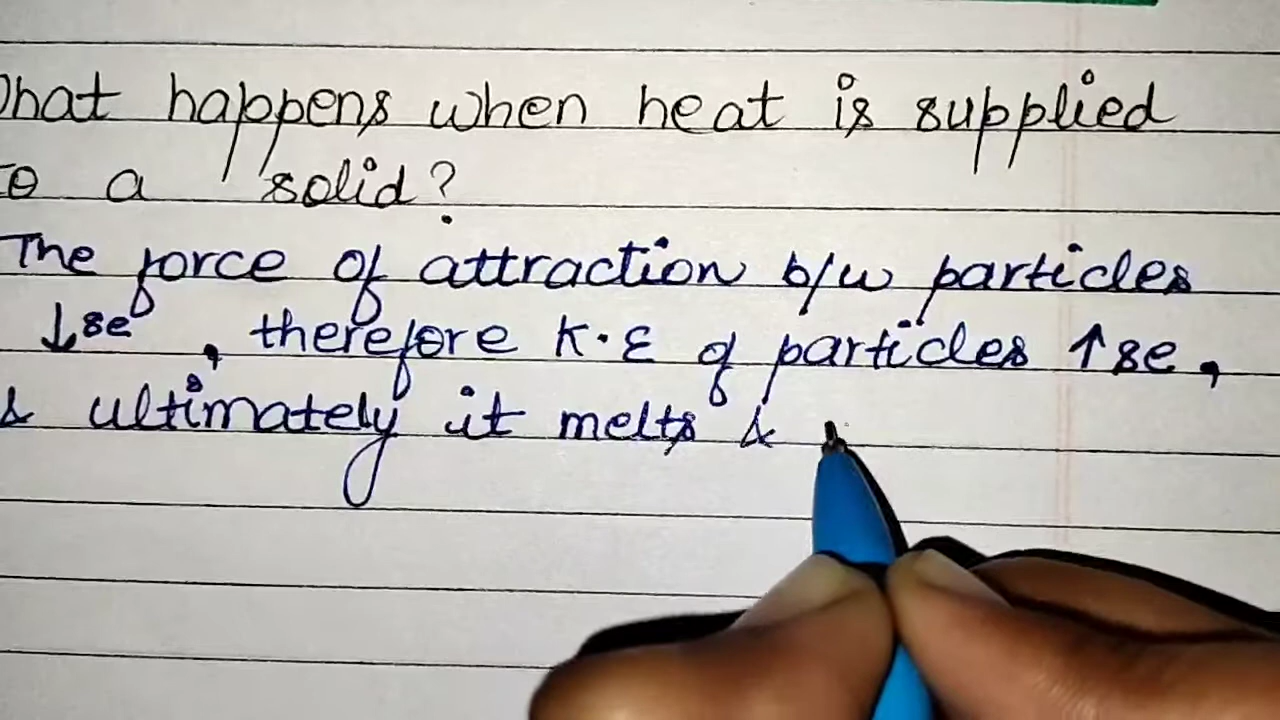 hat happens when heat is supplied
to a solid?
The force of attraction b/w particles
↓se, therefore K.E of particles ↑se,
& ultimately it melts &